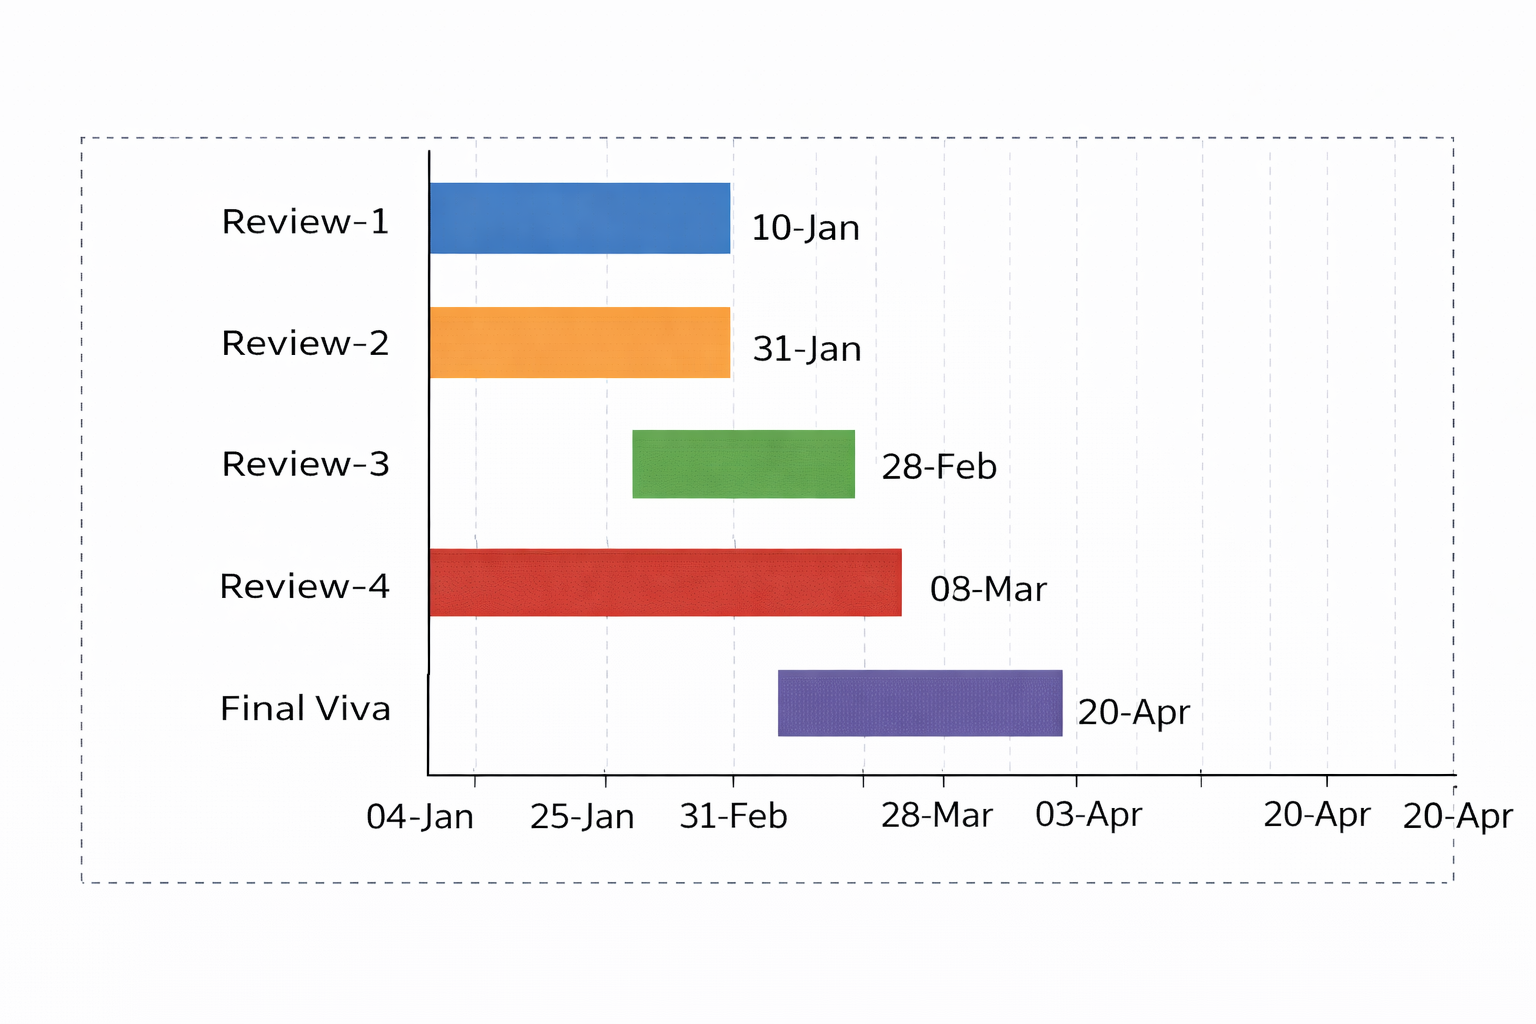 Review-1
10-Jan
Review-2
31-Jan
Review-3
28-Feb
Review-4
08-Mar
Final Viva
20-Apr
04-Jan 25-Jan 31-Feb 28-Mar 03-Apr 20-Apr 20-Apr